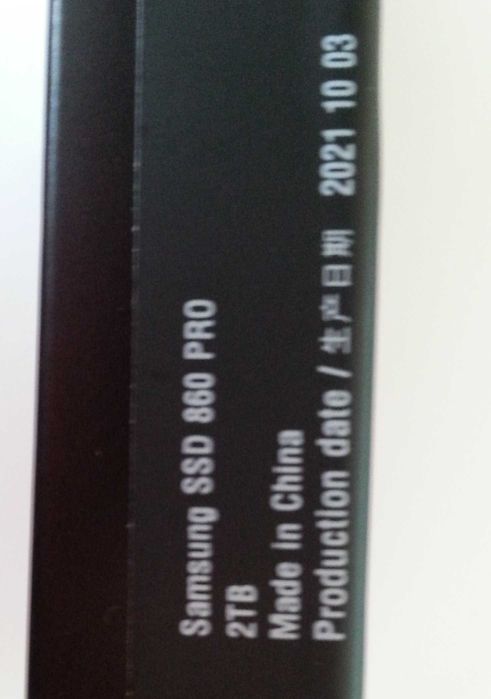 Samsung SSD 860 PRO
2TB
Made in China
Production date / 生产日期 2021 10 03